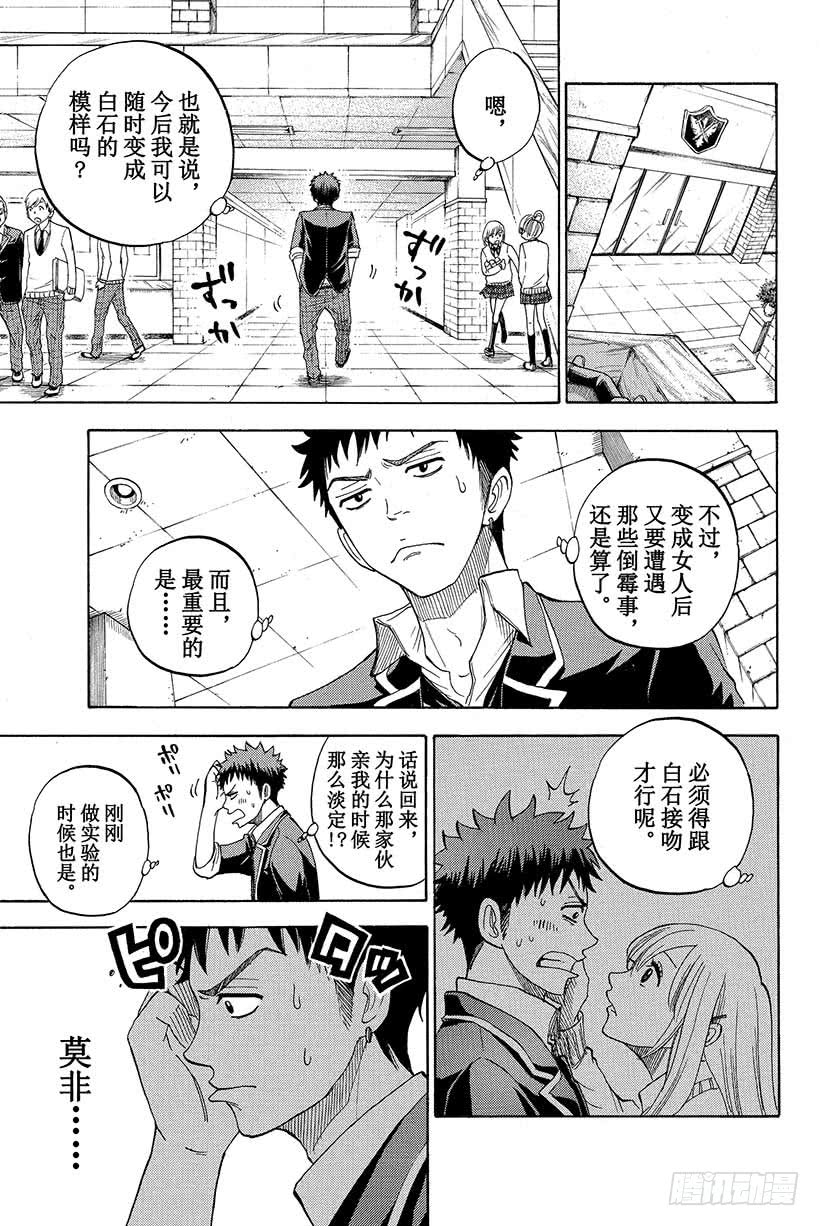 嗯，
也就是说，
今后我可以
随时变成
白石的
模样吗？
ずっか
ずっか
不过，
变成女人后
又要遭遇
那些倒霉事，
还是算了。
而且，
最重要的
是……
必须得跟
白石接吻
才行呢。
话说回来，
为什么那家伙
亲我的时候
那么淡定!?
ポッポッ
刚刚
做实验的
时候也是。
ピロロ
莫非……
腾讯动漫